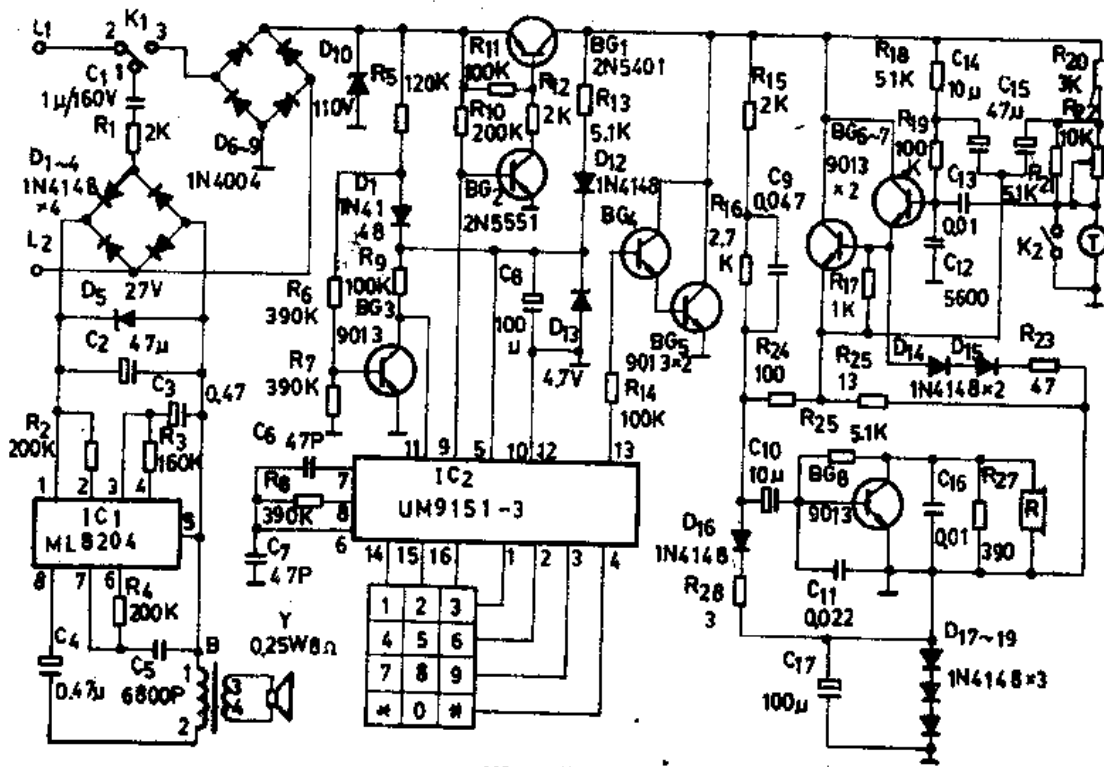 L1
2
K1
3
1
C1
1μ/160V
R1
2K
D1~4
1N4148
×4
L2
D6~9
1N4004
D10
110V
R5
120K
R11
100K
R10
200K
R12
2K
BG1
2N5401
R13
5.1K
D12
1N4148
BG2
2N5551
D1
1N41
48
R9
100K
BG3
9013
R6
390K
R7
390K
C8
100
μ
D13
4,7V
BG4
BG5
9013×2
R14
100K
R15
2K
R16
2.7
K
C9
0,047
R18
51K
C14
10μ
C15
47μ
R20
3K
10K
R19
100
K
BG6~7
9013
×2
C13
0,01
R2
5.1K
K2
T
C12
5600
R17
1K
D14
D15
1N4148×2
R23
47
R24
100
R25
13
R25
5.1K
27V
D5
C2
47μ
C3
0,47
R2
200K
R3
160K
1
2
3
4
5
IC1
ML8204
8
7
6
R4
200K
C4
0.47μ
C5
6800P
B
1
2
3
4
Y
0,25W8Ω
C6
47P
R8
390K
C7
47P
11
9
5
10
12
13
7
8
6
IC2
UM9151-3
14
15
16
1
2
3
4
1 2 3
4 5 6
7 8 9
* 0 #
C10
10μ
BG8
9013
C16
0,01
R27
390
R
D16
1N4148
R28
3
C11
0,022
C17
100μ
D17~19
1N4148×3